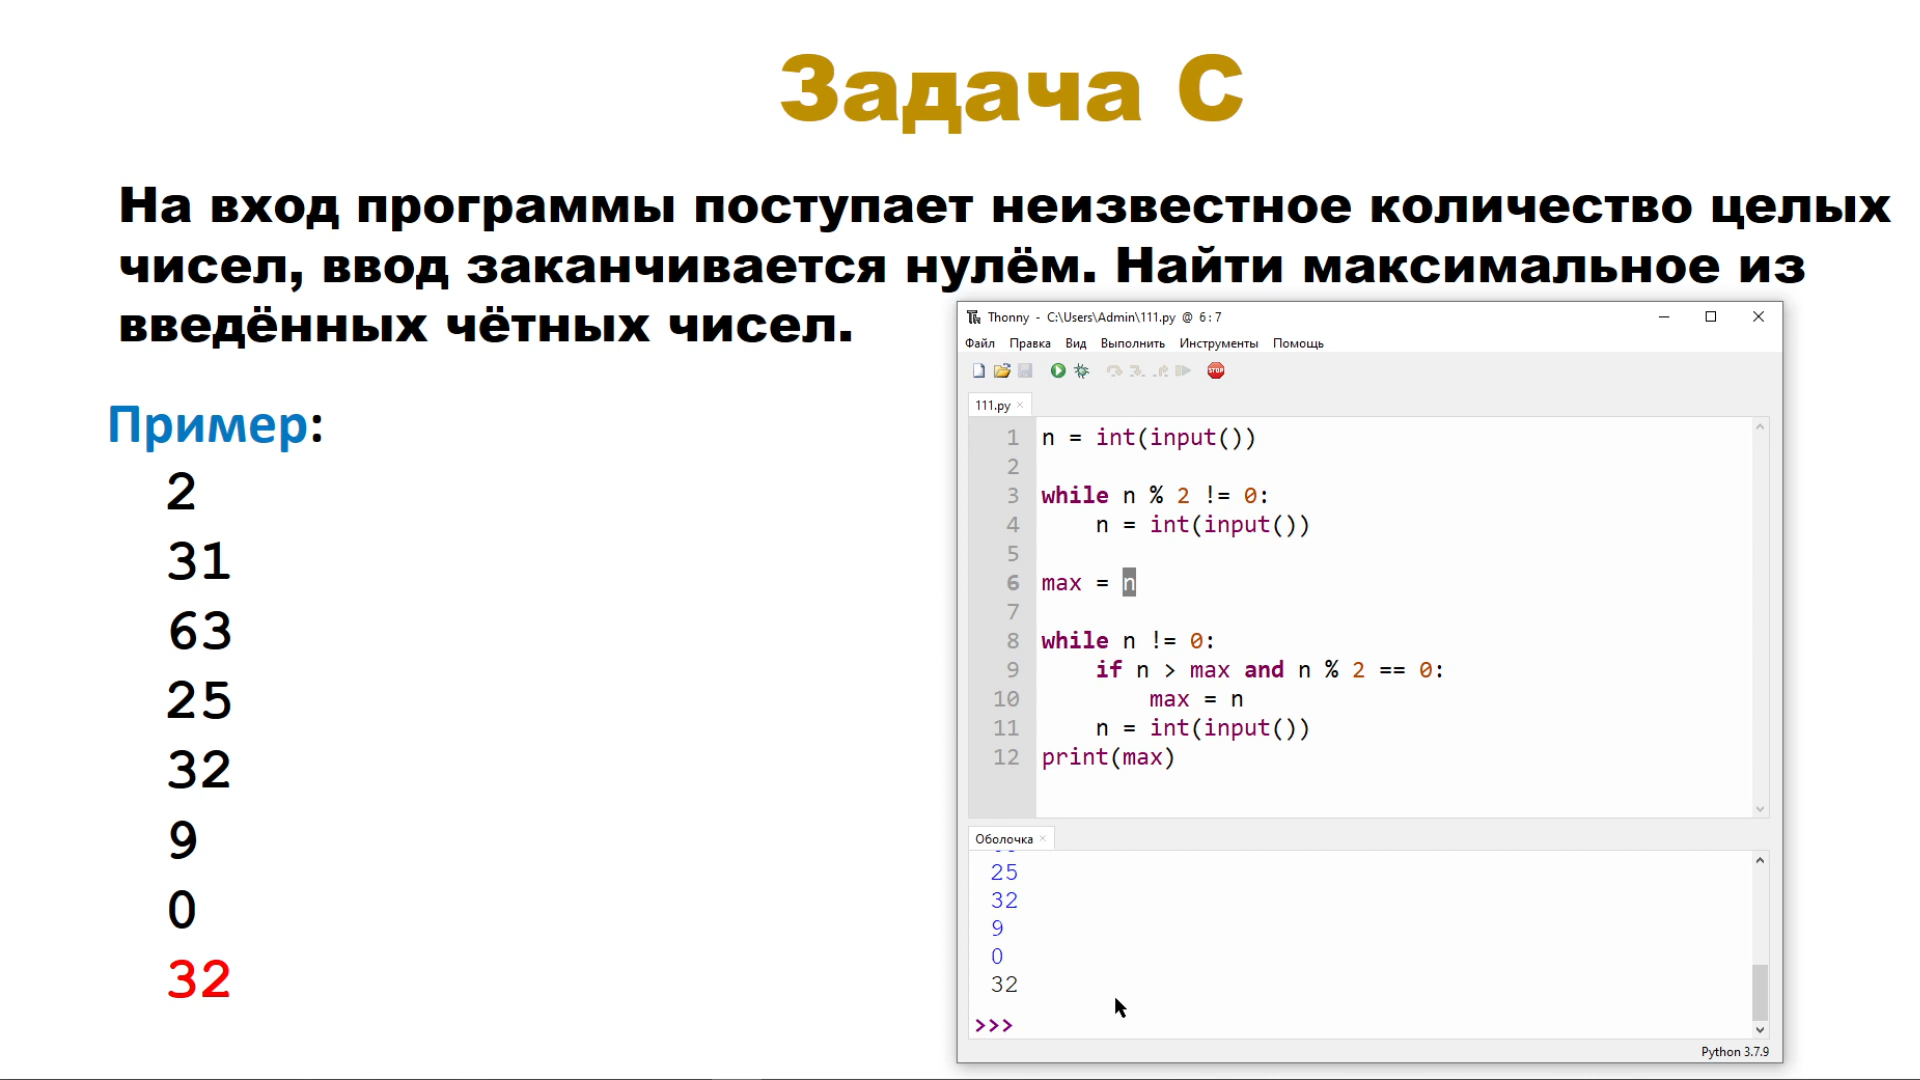 Задача С
На вход программы поступает неизвестное количество целых
чисел, ввод заканчивается нулём. Найти максимальное из
введённых чётных чисел.
Пример:
2
31
63
25
32
9
0
32
Thonny - C:\Users\Admin\111.py @ 6:7
Файл Правка Вид Выполнить Инструменты Помощь
STOP
111.py ×
1 n = int(input())
2
3 while n % 2 != 0:
4     n = int(input())
5
6 max = n
7
8 while n != 0:
9     if n > max and n % 2 == 0:
10         max = n
11     n = int(input())
12 print(max)
Оболочка ×
25
32
9
0
32
>>>
Python 3.7.9